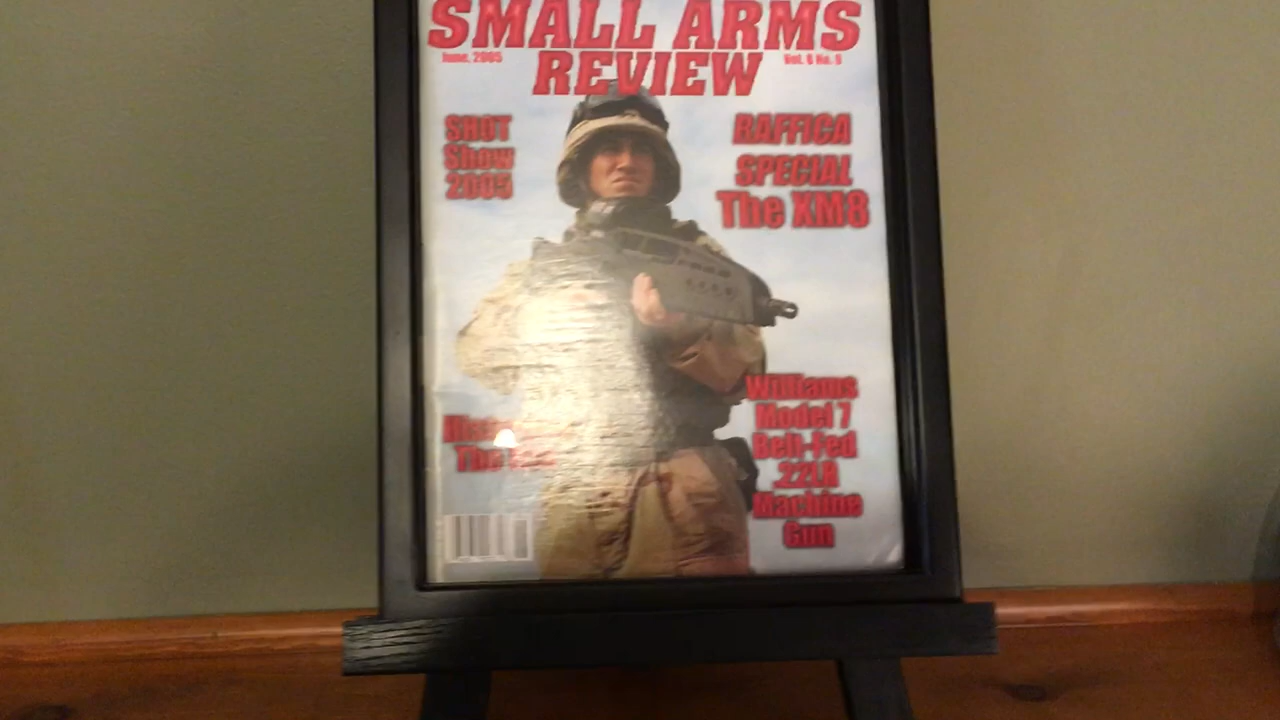 SMALL ARMS
June, 2005
Vol. 8 No. 9
REVIEW
SHOT
Show
2005
RAFFICA
SPECIAL
The XM8
Williams
Model 7
Belt-Fed
.22LR
Machine
Gun
The